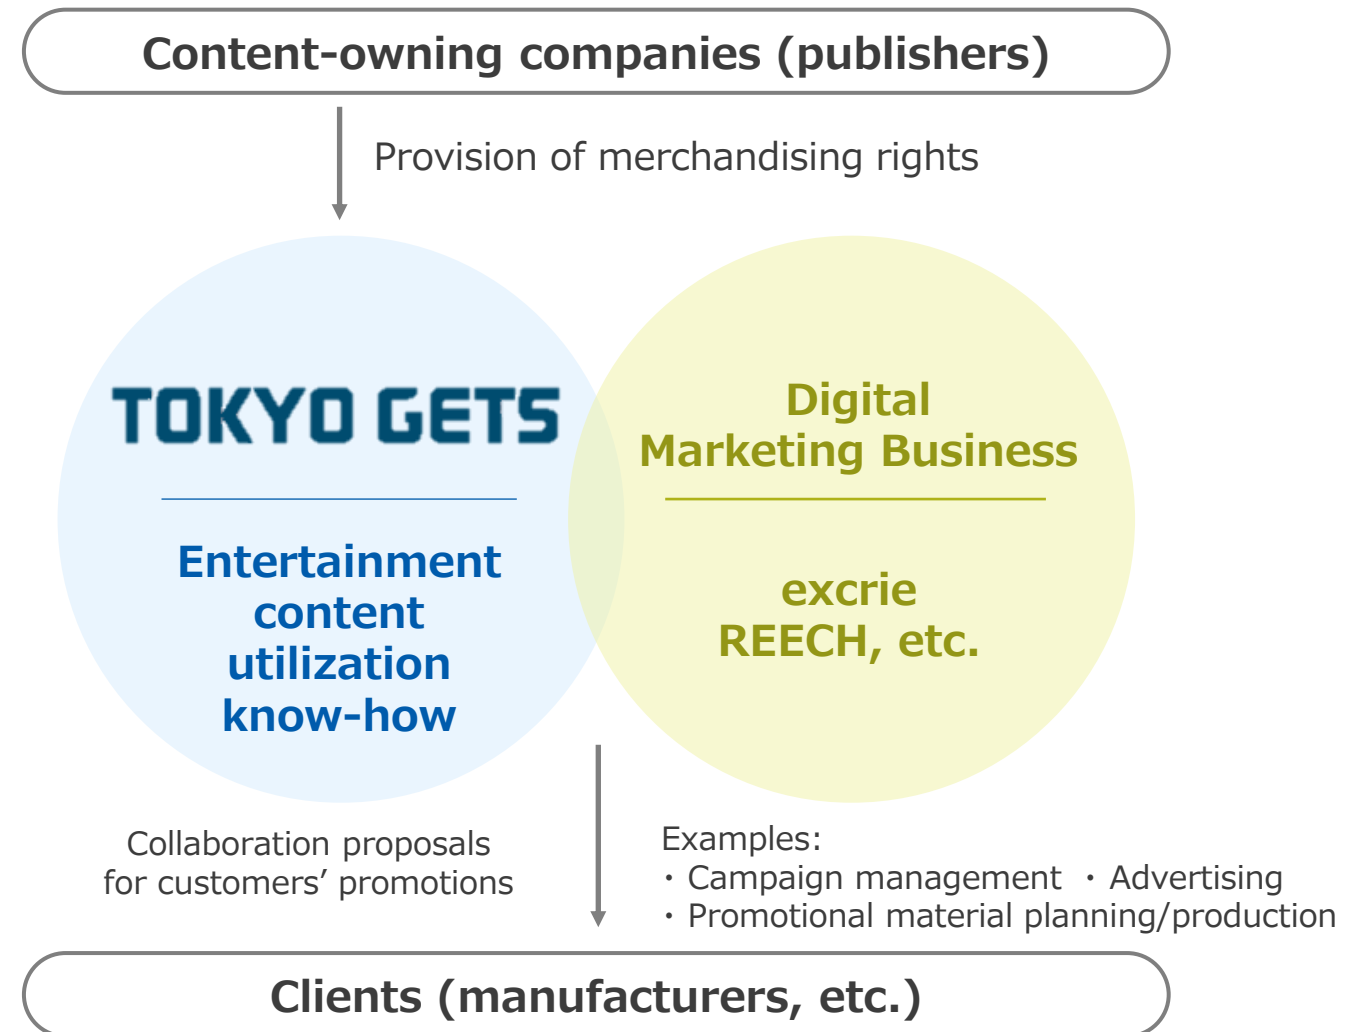 Content-owning companies (publishers)
Provision of merchandising rights
TOKYO GETS
Entertainment
content
utilization
know-how
Digital
Marketing Business
excrie
REECH, etc.
Collaboration proposals
for customers’ promotions
Examples:
・Campaign management ・Advertising
・Promotional material planning/production
Clients (manufacturers, etc.)